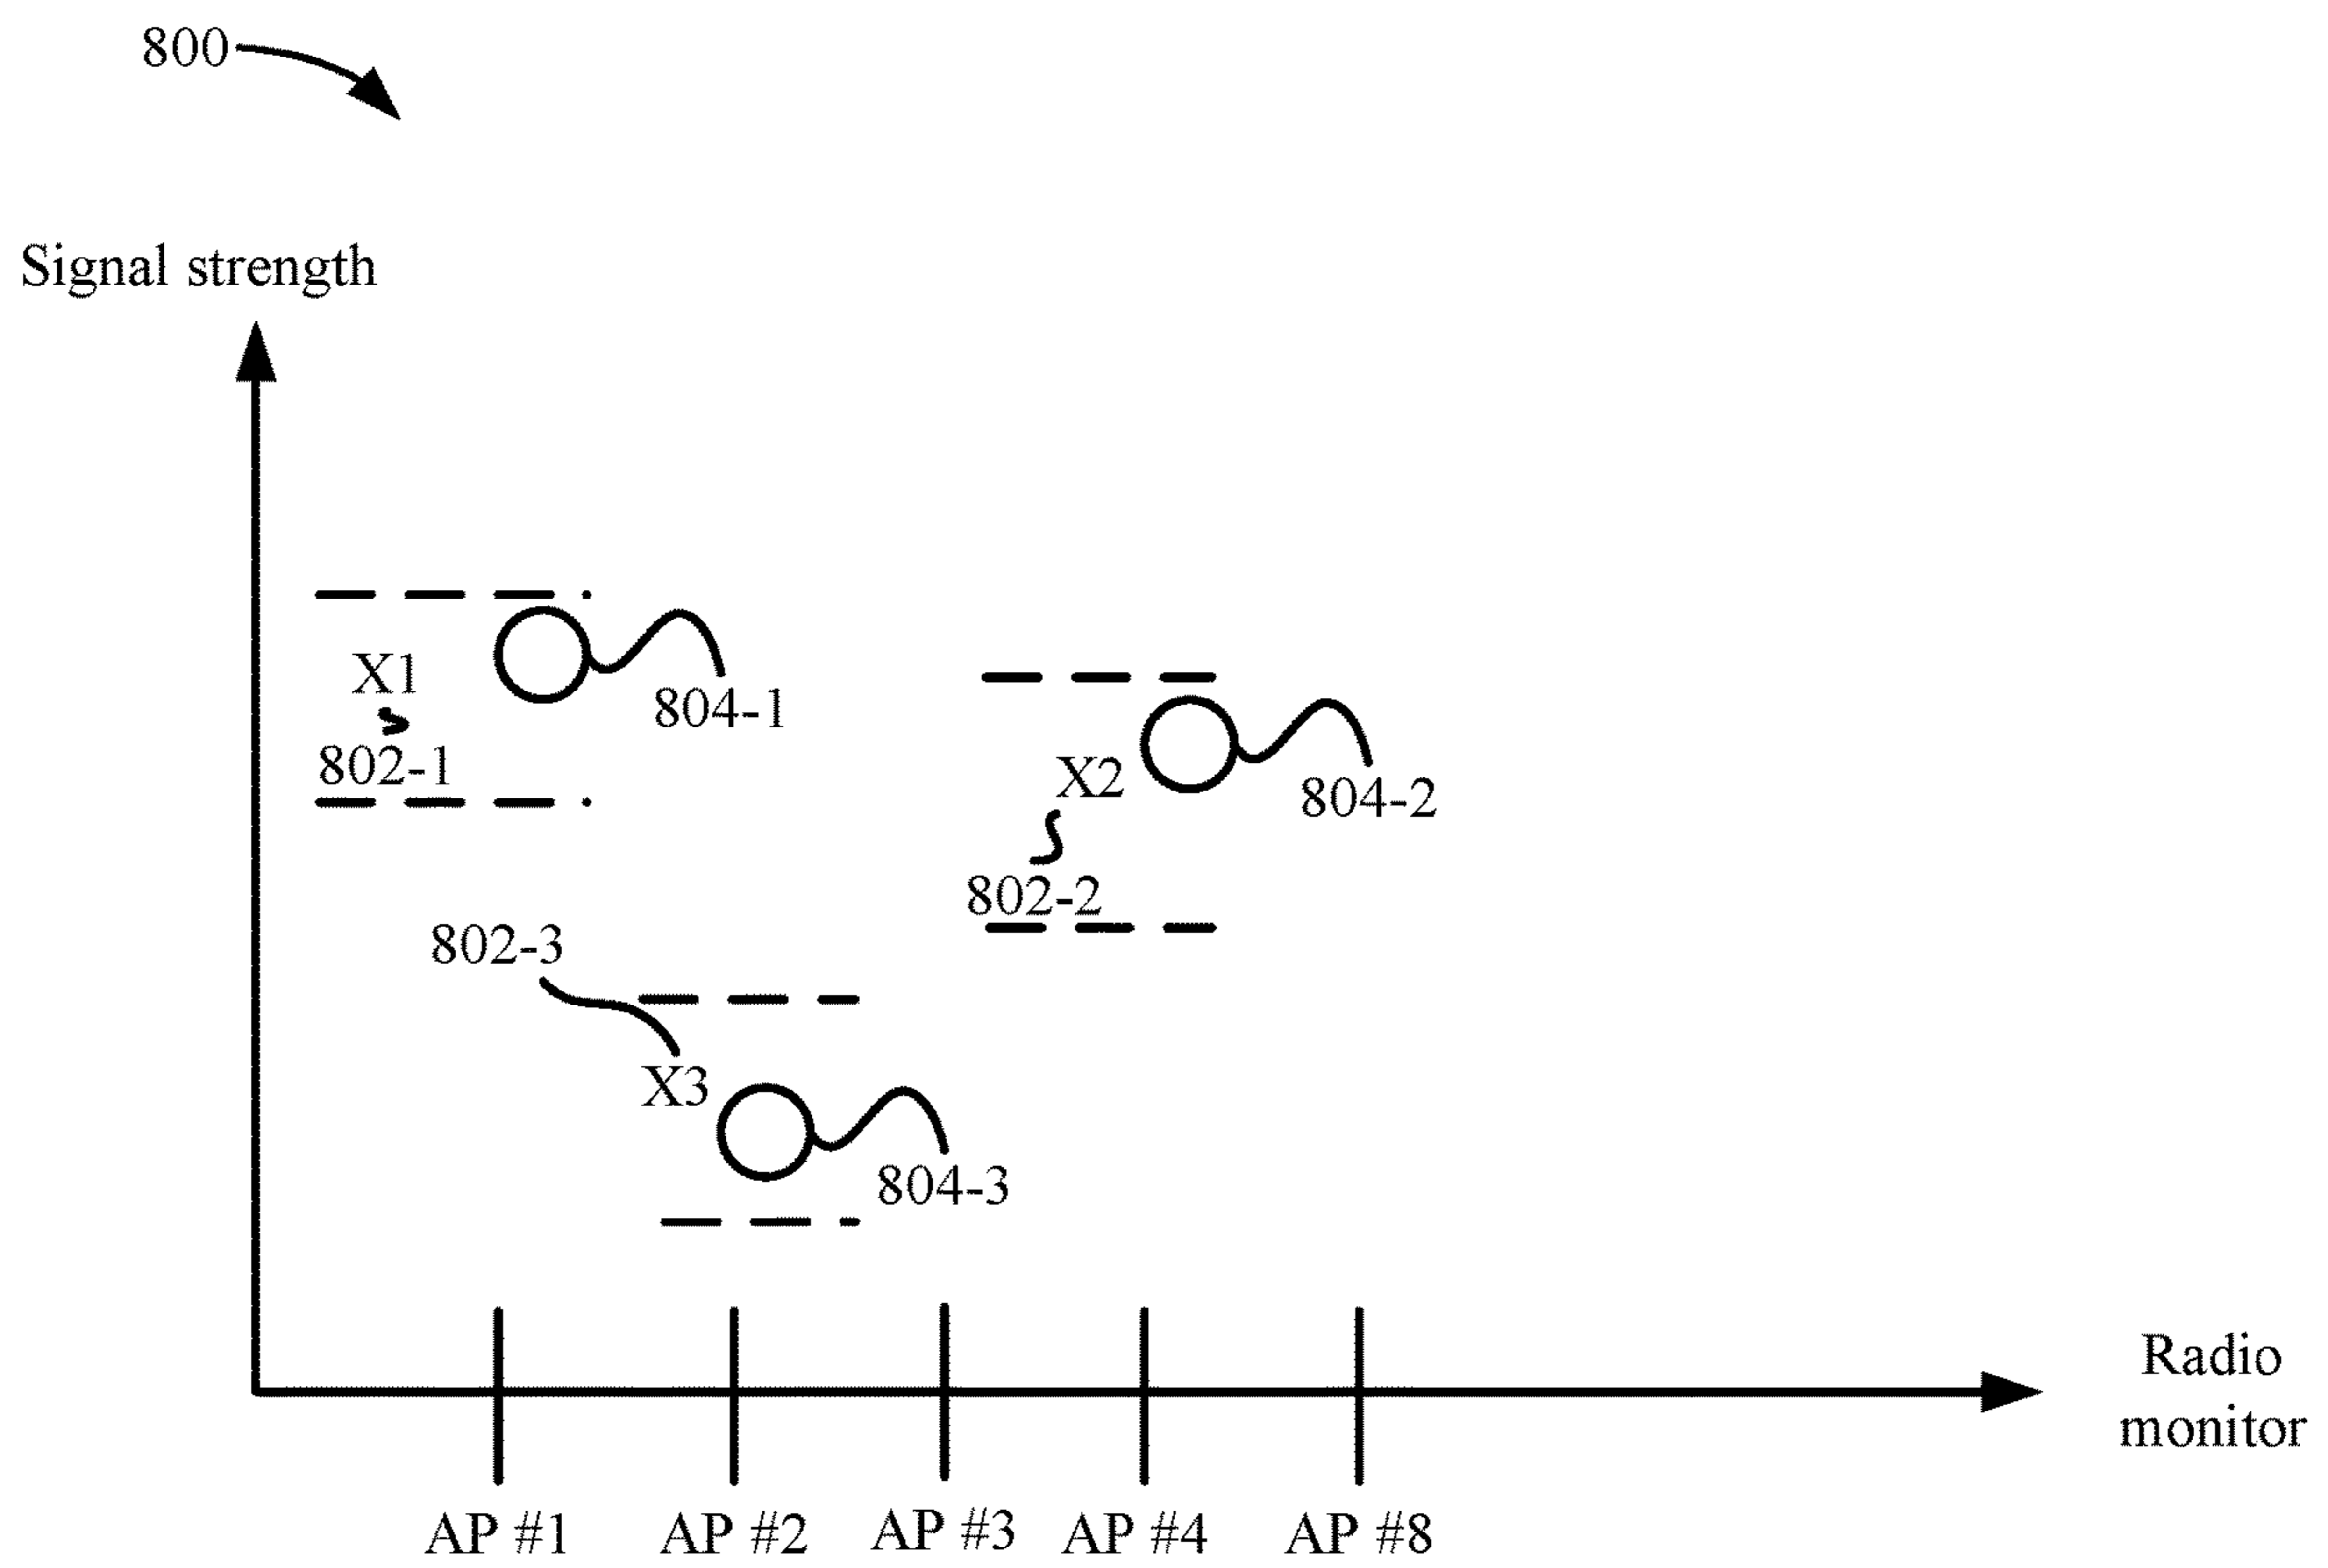 800
Signal strength
X1
804-1
802-1
X2
804-2
802-2
802-3
X3
804-3
Radio
monitor
AP #1
AP #2
AP #3
AP #4
AP #8